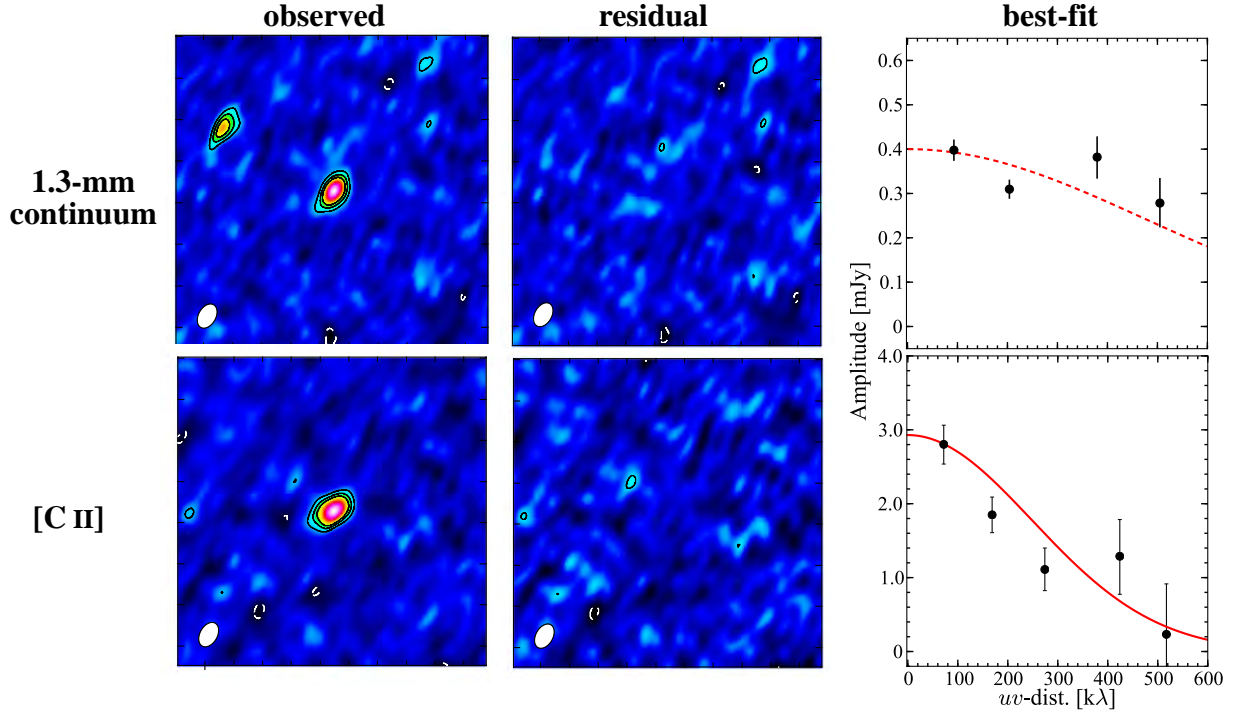 observed residual best-fit
1.3-mm
continuum
[C II]
Amplitude [mJy]
0.6
0.5
0.4
0.3
0.2
0.1
0
4.0
3.0
2.0
1.0
0
0 100 200 300 400 500 600
uv-dist. [kλ]